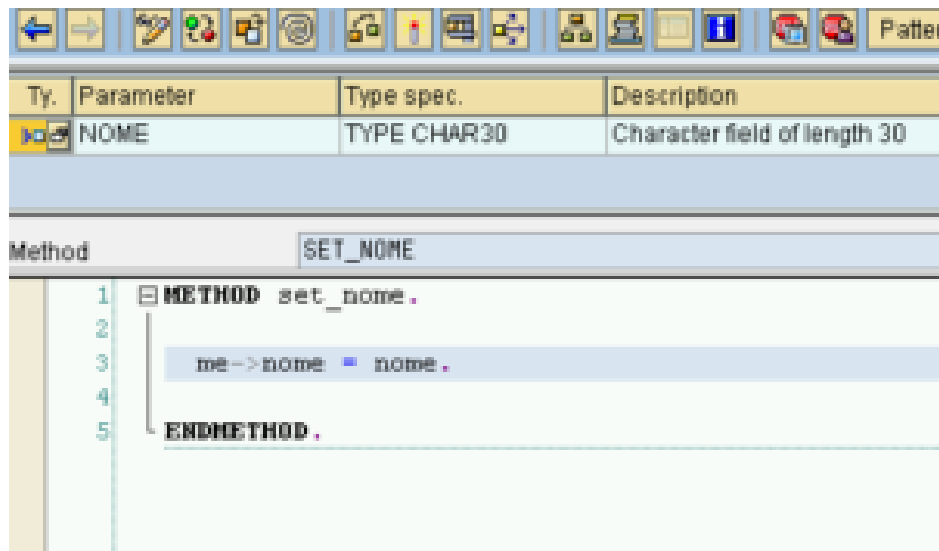 Patter
Ty. Parameter Type spec. Description
NOME TYPE CHAR30 Character field of length 30
Method SET_NOME
1 METHOD set_nome.
2
3 me->nome = nome.
4
5 ENDMETHOD.